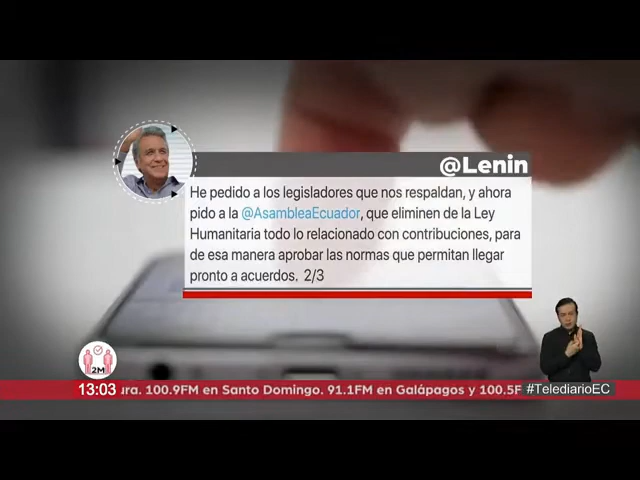 @Lenin
He pedido a los legisladores que nos respaldan, y ahora
pido a la @AsambleaEcuador, que eliminen de la Ley
Humanitaria todo lo relacionado con contribuciones, para
de esa manera aprobar las normas que permitan llegar
pronto a acuerdos. 2/3
2M
13:03
ura. 100.9FM en Santo Domingo. 91.1FM en Galápagos y 100.5F
#TelediarioEC